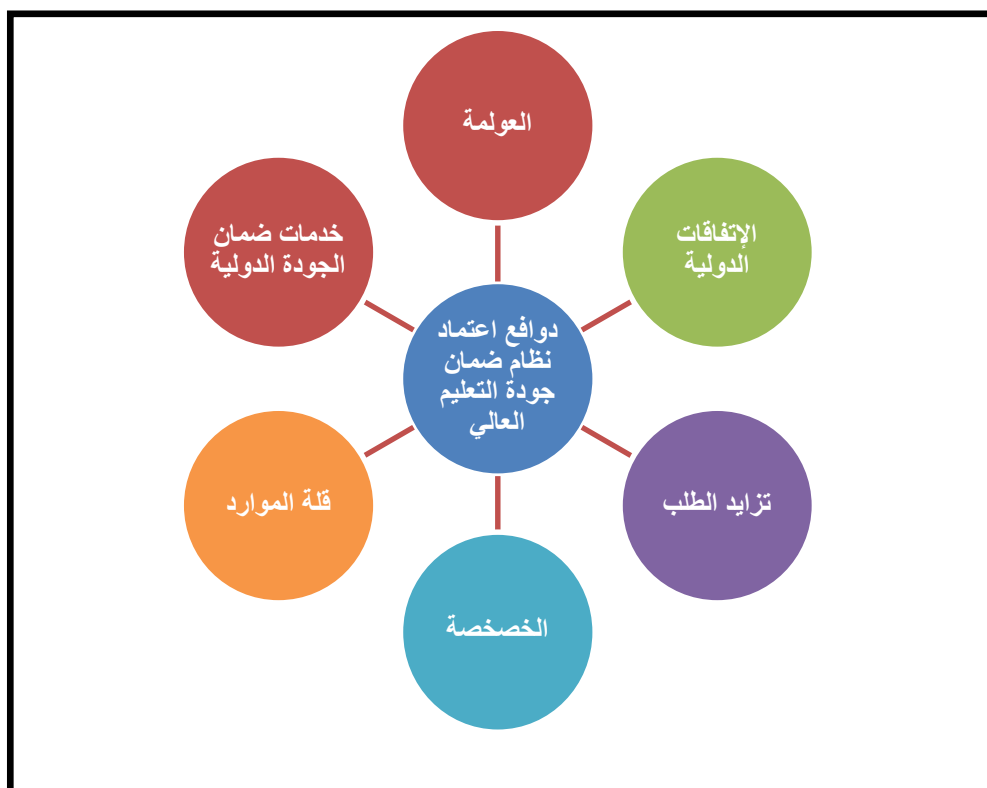 العولمة
الإتفاقات
الدولية
تزايد الطلب
الخصخصة
قلة الموارد
خدمات ضمان
الجودة الدولية
دوافع اعتماد
نظام ضمان
جودة التعليم
العالي